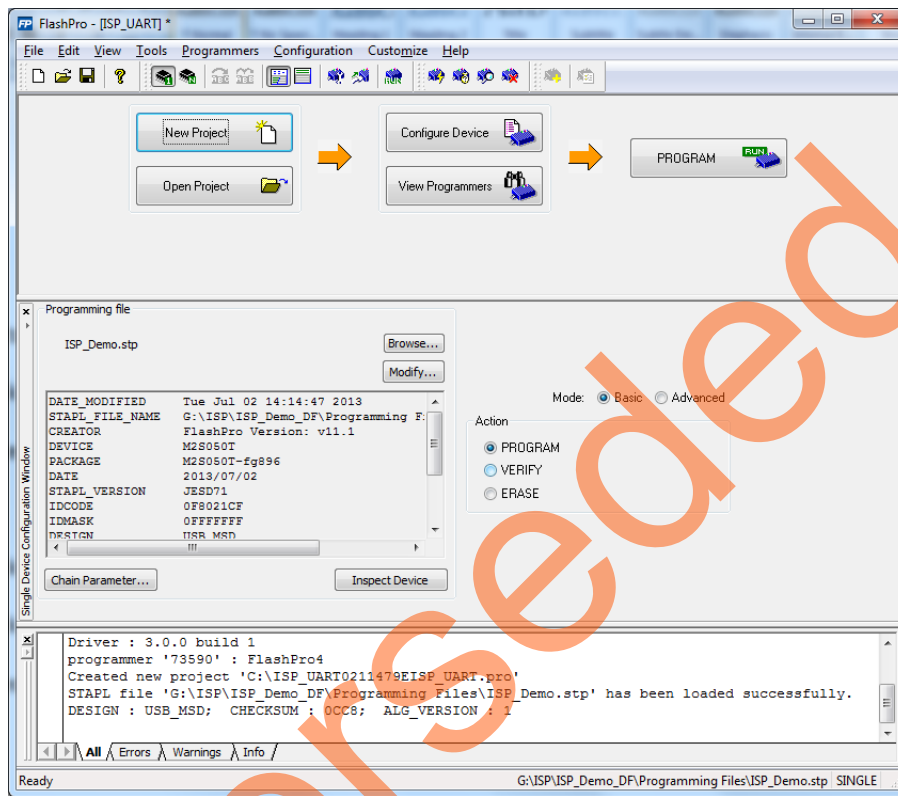 FlashPro - [ISP_UART] *
File Edit View Tools Programmers Configuration Customize Help
New Project
Open Project
Configure Device
View Programmers
PROGRAM
RUN
Programming file
ISP_Demo.stp
Browse...
Modify...
DATE_MODIFIED Tue Jul 02 14:14:47 2013
STAPL_FILE_NAME G:\ISP\ISP_Demo_DF\Programming F
CREATOR FlashPro Version: v11.1
DEVICE M2S050T
PACKAGE M2S050T-fg896
DATE 2013/07/02
STAPL_VERSION JESD71
IDCODE 0F8021CF
IDMASK 0FFFFFFF
DESIGN USB_MSD
Chain Parameter...
Inspect Device
Mode: Basic Advanced
Action
PROGRAM
VERIFY
ERASE
Single Device Configuration Window
Driver : 3.0.0 build 1
programmer '73590' : FlashPro4
Created new project 'C:\ISP_UART0211479EISP_UART.pro'
STAPL file 'G:\ISP\ISP_Demo_DF\Programming Files\ISP_Demo.stp' has been loaded successfully.
DESIGN : USB_MSD; CHECKSUM : 0CC8; ALG_VERSION : 1
All Errors Warnings Info
Ready
G:\ISP\ISP_Demo_DF\Programming Files\ISP_Demo.stp SINGLE
erseded